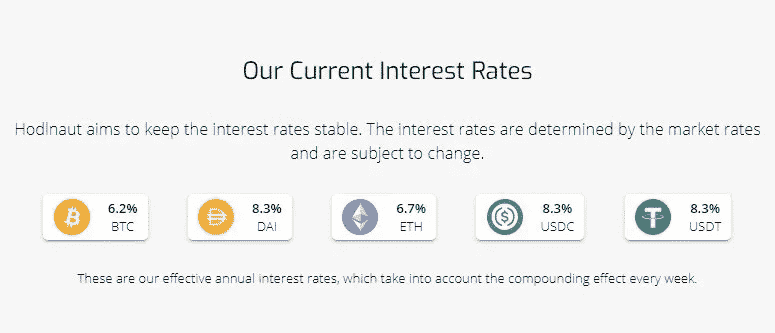 Our Current Interest Rates
Hodlnaut aims to keep the interest rates stable. The interest rates are determined by the market rates
and are subject to change.
6.2% 8.3% 6.7% 8.3% 8.3%
BTC DAI ETH USDC USDT
These are our effective annual interest rates, which take into account the compounding effect every week.